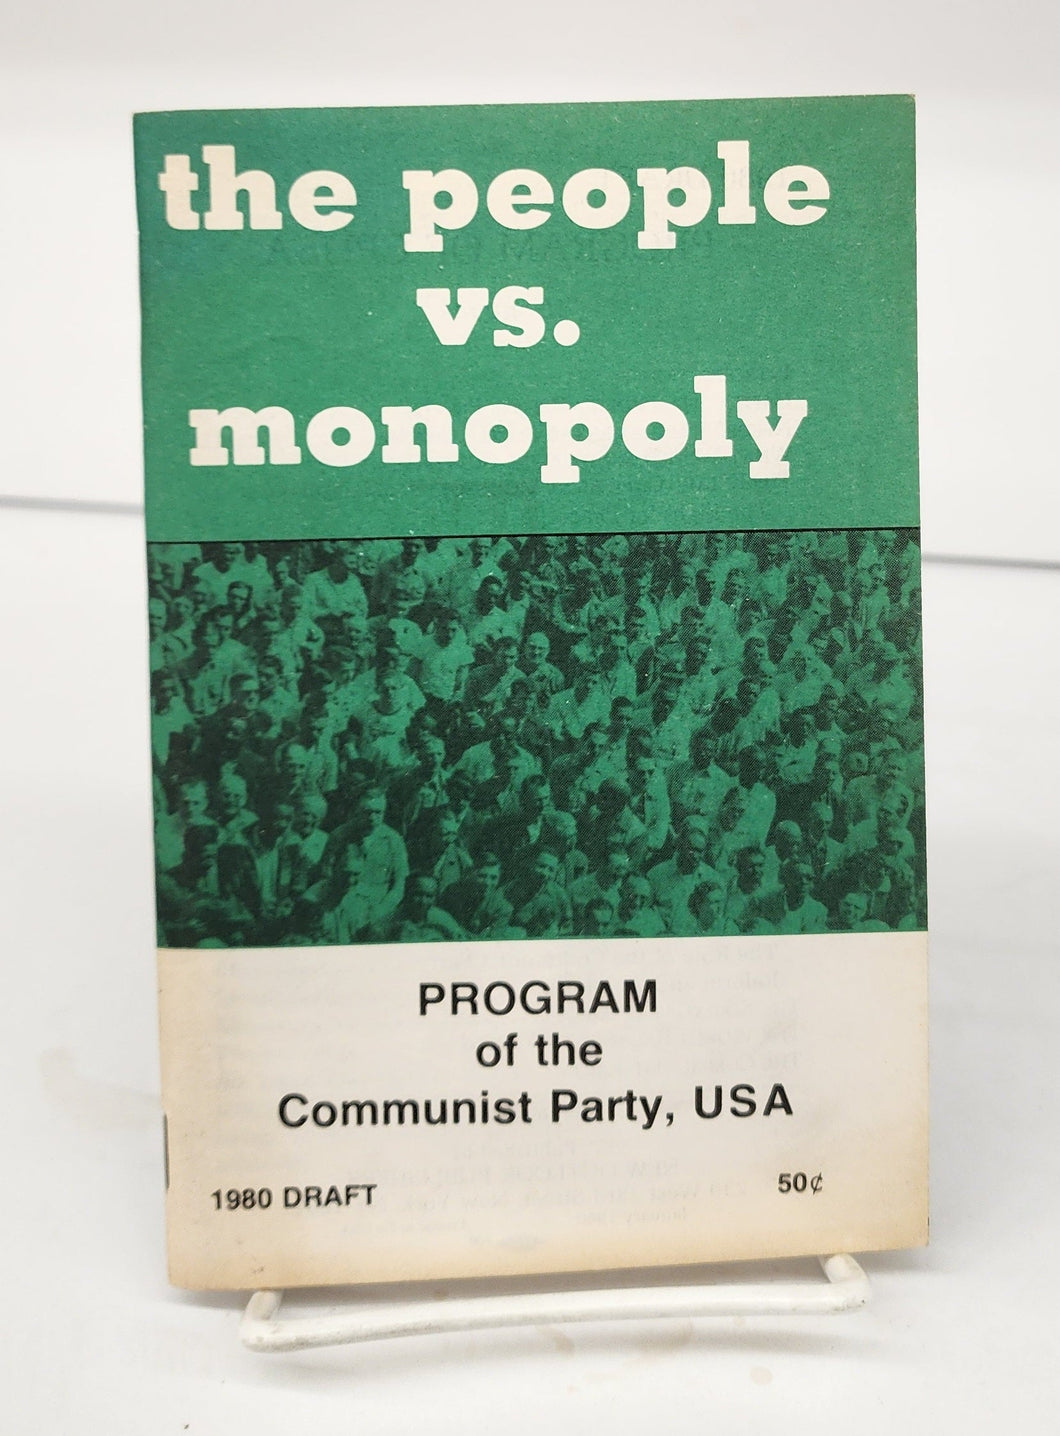 the people
vs.
monopoly
PROGRAM
of the
Communist Party, USA
1980 DRAFT
50¢